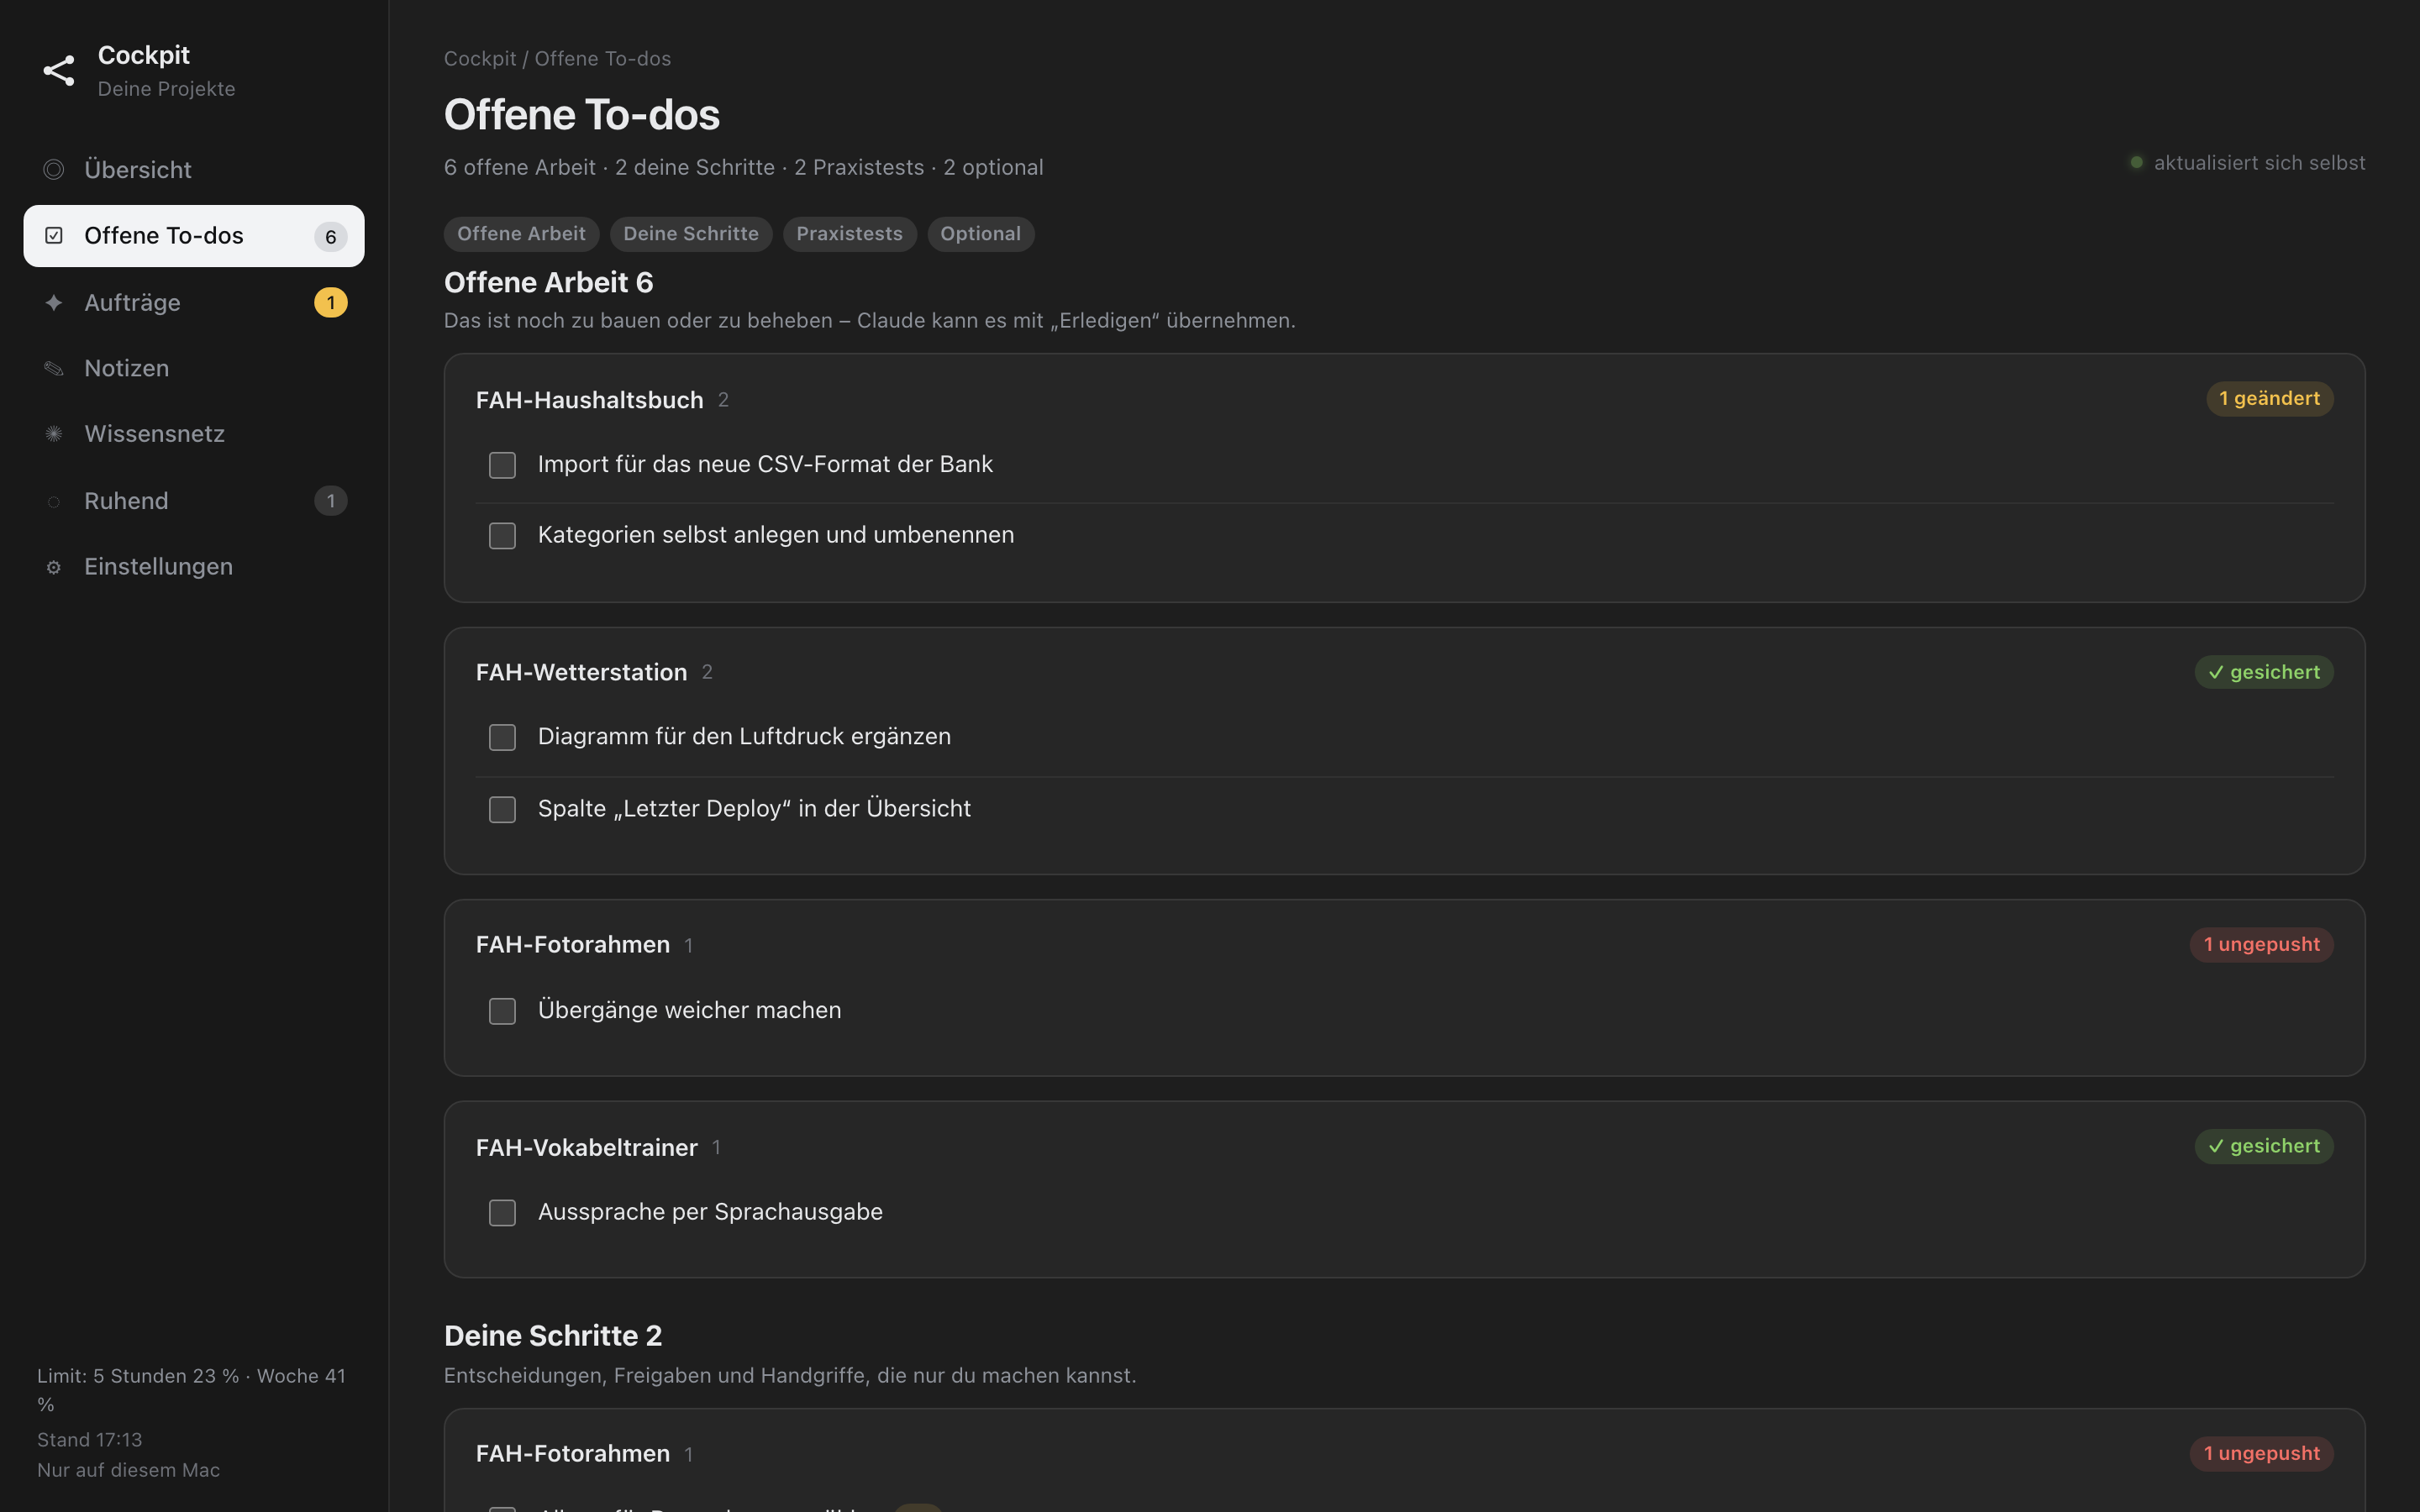 Cockpit
Deine Projekte
Übersicht
Offene To-dos 6
Aufträge 1
Notizen
Wissensnetz
Ruhend 1
Einstellungen
Limit: 5 Stunden 23 % · Woche 41
%
Stand 17:13
Nur auf diesem Mac
Cockpit / Offene To-dos
Offene To-dos
6 offene Arbeit · 2 deine Schritte · 2 Praxistests · 2 optional
aktualisiert sich selbst
Offene Arbeit Deine Schritte Praxistests Optional
Offene Arbeit 6
Das ist noch zu bauen oder zu beheben – Claude kann es mit „Erledigen“ übernehmen.
FAH-Haushaltsbuch 2 1 geändert
Import für das neue CSV-Format der Bank
Kategorien selbst anlegen und umbenennen
FAH-Wetterstation 2 ✓ gesichert
Diagramm für den Luftdruck ergänzen
Spalte „Letzter Deploy“ in der Übersicht
FAH-Fotorahmen 1 1 ungepusht
Übergänge weicher machen
FAH-Vokabeltrainer 1 ✓ gesichert
Aussprache per Sprachausgabe
Deine Schritte 2
Entscheidungen, Freigaben und Handgriffe, die nur du machen kannst.
FAH-Fotorahmen 1 1 ungepusht